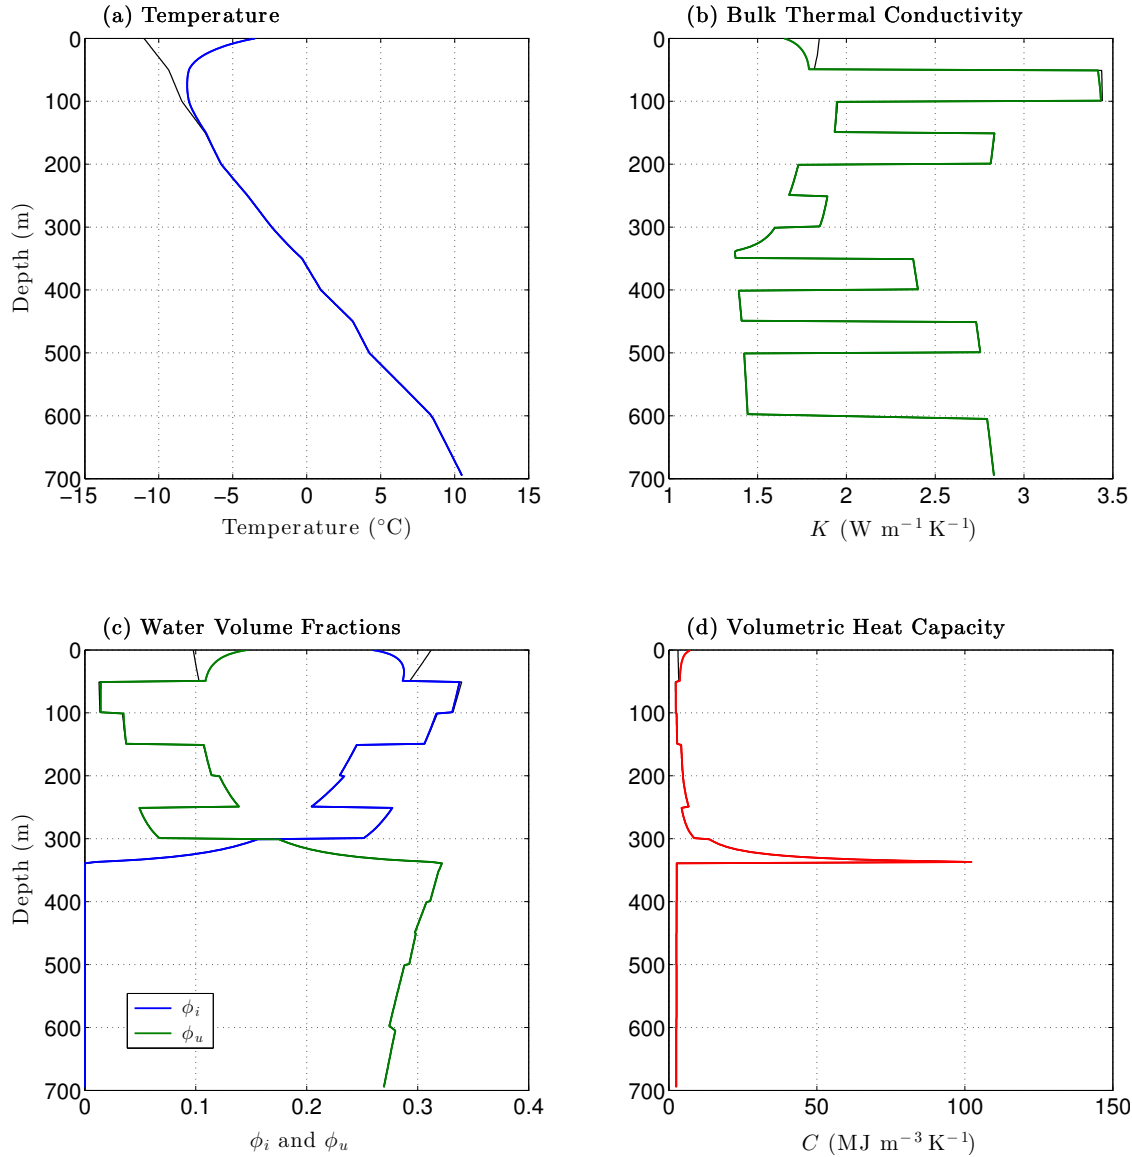 (a) Temperature
0
100
200
300
400
500
600
700
Depth (m)
−15 −10 −5 0 5 10 15
Temperature (°C)
(b) Bulk Thermal Conductivity
0
100
200
300
400
500
600
700
1 1.5 2 2.5 3 3.5
K (W m⁻¹ K⁻¹)
(c) Water Volume Fractions
0
100
200
300
400
500
600
700
Depth (m)
ϕᵢ
ϕᵤ
0 0.1 0.2 0.3 0.4
ϕᵢ and ϕᵤ
(d) Volumetric Heat Capacity
0
100
200
300
400
500
600
700
0 50 100 150
C (MJ m⁻³ K⁻¹)